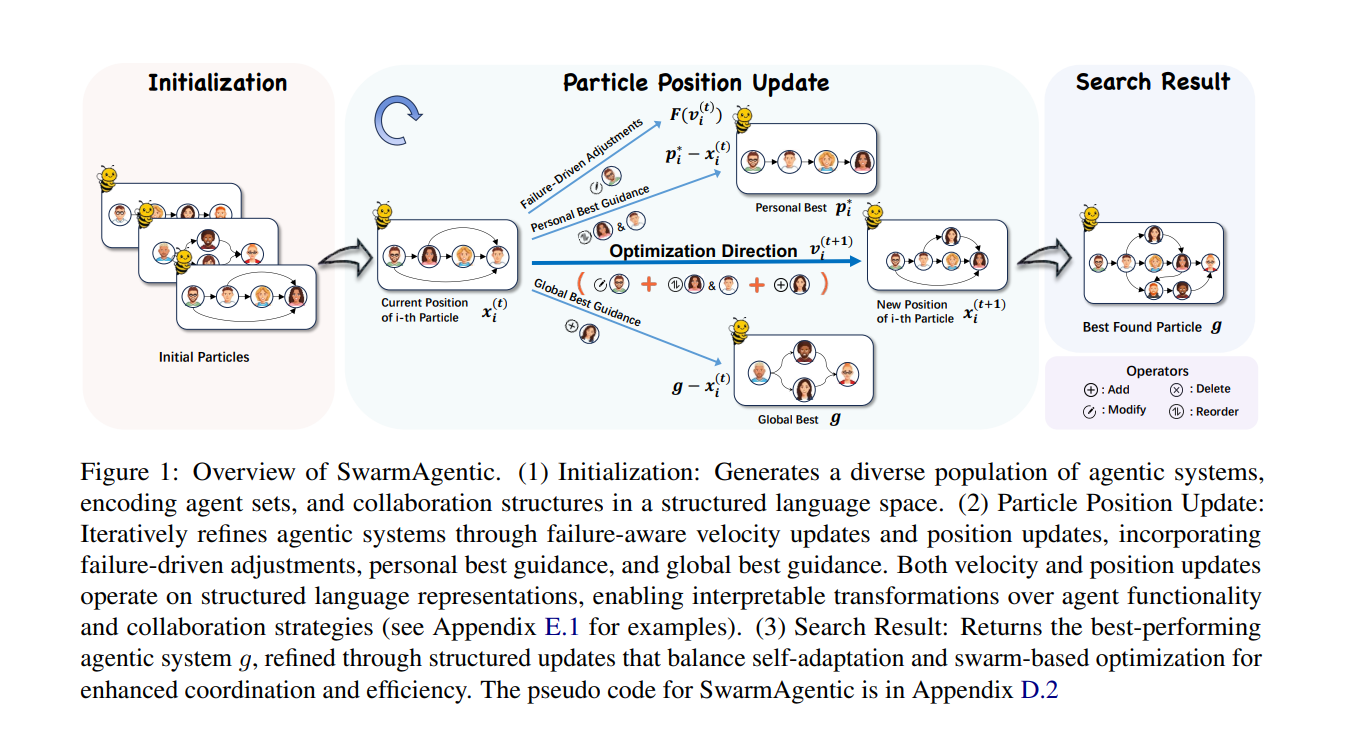 Initialization
Initial Particles
Particle Position Update
Failure-Driven Adjustments
F(v_i^(t))
p_i^* − x_i^(t)
Personal Best Guidance
&
Personal Best p_i^*
Optimization Direction v_i^(t+1)
( + & + )
Current Position
of i-th Particle x_i^(t)
New Position
of i-th Particle x_i^(t+1)
Global Best Guidance
g − x_i^(t)
Global Best g
Search Result
Best Found Particle g
Operators
: Add : Delete
: Modify : Reorder
Figure 1: Overview of SwarmAgentic. (1) Initialization: Generates a diverse population of agentic systems,
encoding agent sets, and collaboration structures in a structured language space. (2) Particle Position Update:
Iteratively refines agentic systems through failure-aware velocity updates and position updates, incorporating
failure-driven adjustments, personal best guidance, and global best guidance. Both velocity and position updates
operate on structured language representations, enabling interpretable transformations over agent functionality
and collaboration strategies (see Appendix E.1 for examples). (3) Search Result: Returns the best-performing
agentic system g, refined through structured updates that balance self-adaptation and swarm-based optimization for
enhanced coordination and efficiency. The pseudo code for SwarmAgentic is in Appendix D.2